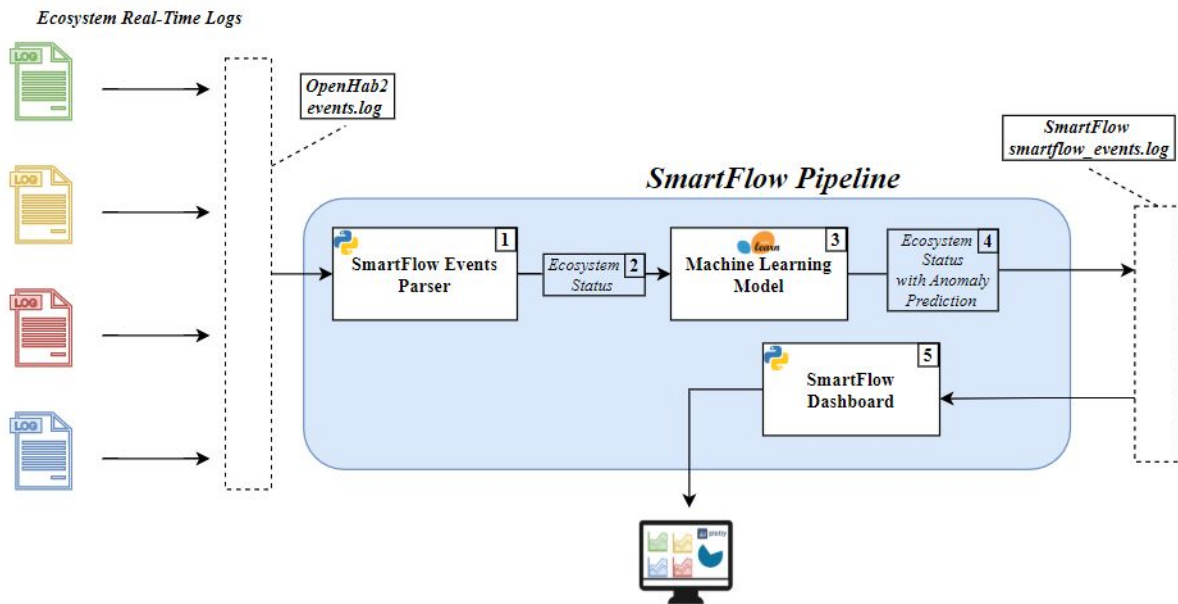 Ecosystem Real-Time Logs
LOG
LOG
LOG
LOG
OpenHab2
events.log
SmartFlow
smartflow_events.log
SmartFlow Pipeline
1
SmartFlow Events
Parser
Ecosystem
Status
2
learn
3
Machine Learning
Model
4
Ecosystem
Status
with Anomaly
Prediction
5
SmartFlow
Dashboard
plotly